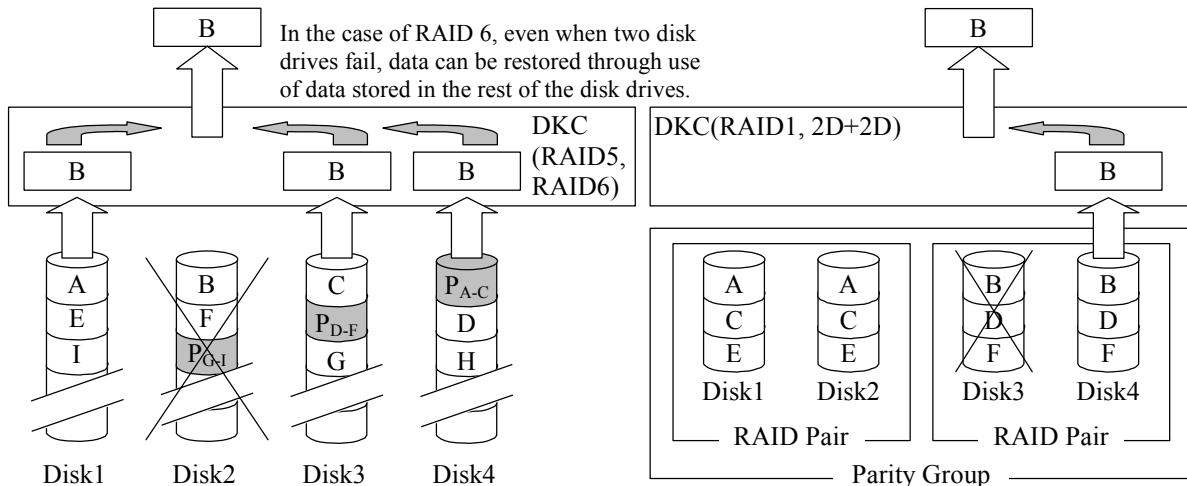 B
In the case of RAID 6, even when two disk
drives fail, data can be restored through use
of data stored in the rest of the disk drives.
B
DKC
(RAID5,
RAID6)
B
B
B
DKC(RAID1, 2D+2D)
B
A
E
I
B
F
PG-I
C
PD-F
G
PA-C
D
H
Disk1
Disk2
Disk3
Disk4
A
C
E
Disk1
A
C
E
Disk2
B
D
F
Disk3
B
D
F
Disk4
RAID Pair
RAID Pair
Parity Group